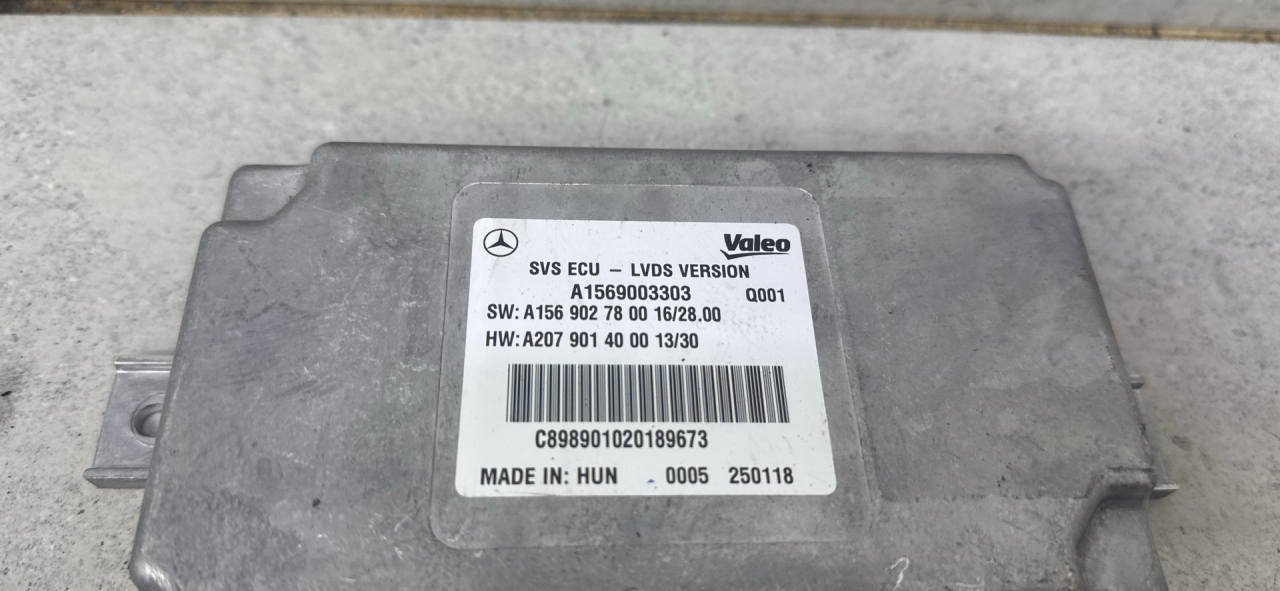 Valeo
SVS ECU – LVDS VERSION
A1569003303 Q001
SW: A156 902 78 00 16/28.00
HW: A207 901 40 00 13/30
C898901020189673
MADE IN: HUN 0005 250118